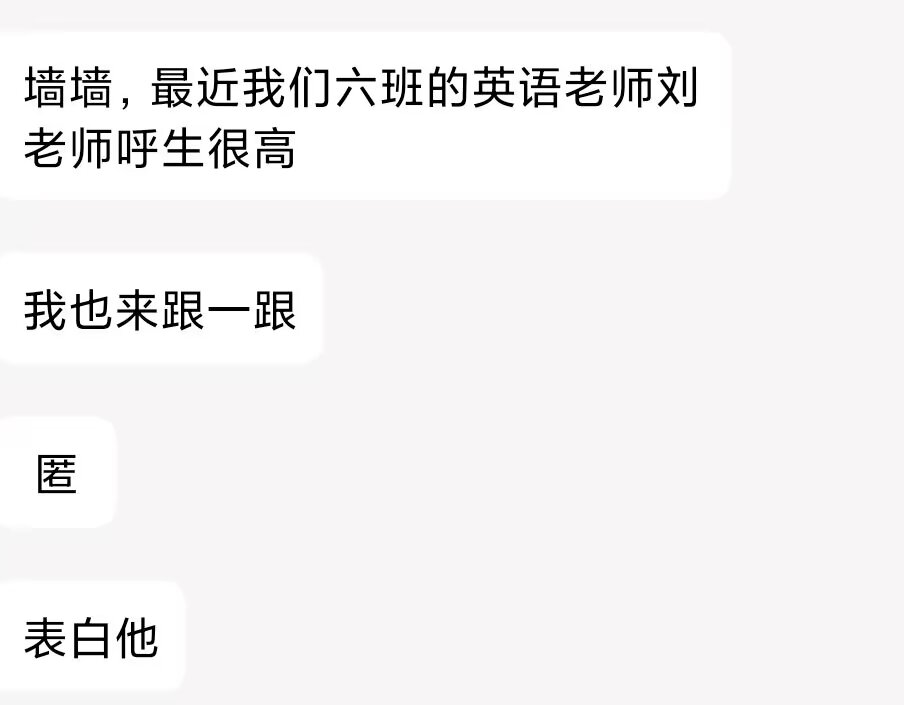 墙墙，最近我们六班的英语老师刘
老师呼生很高
我也来跟一跟
匿
表白他